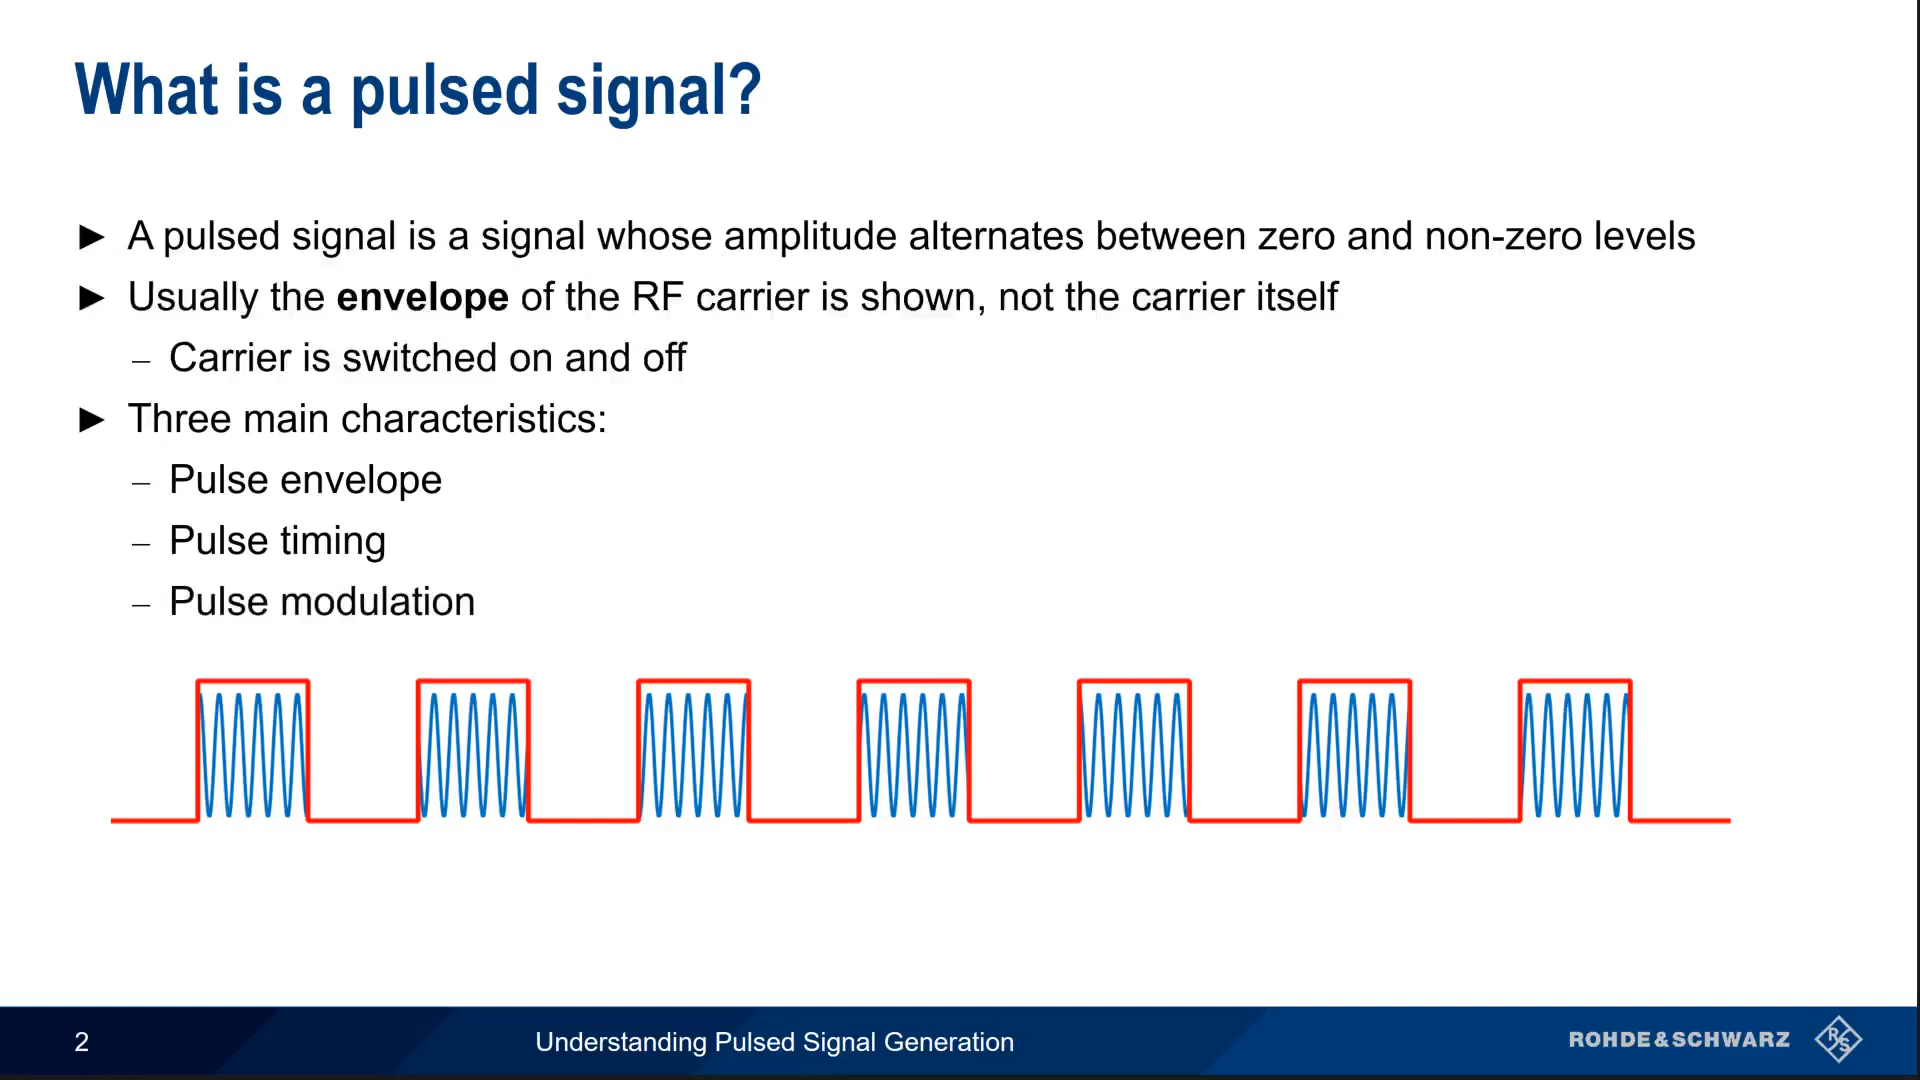 What is a pulsed signal?
► A pulsed signal is a signal whose amplitude alternates between zero and non-zero levels
► Usually the envelope of the RF carrier is shown, not the carrier itself
– Carrier is switched on and off
► Three main characteristics:
– Pulse envelope
– Pulse timing
– Pulse modulation
2
Understanding Pulsed Signal Generation
ROHDE&SCHWARZ
R&S